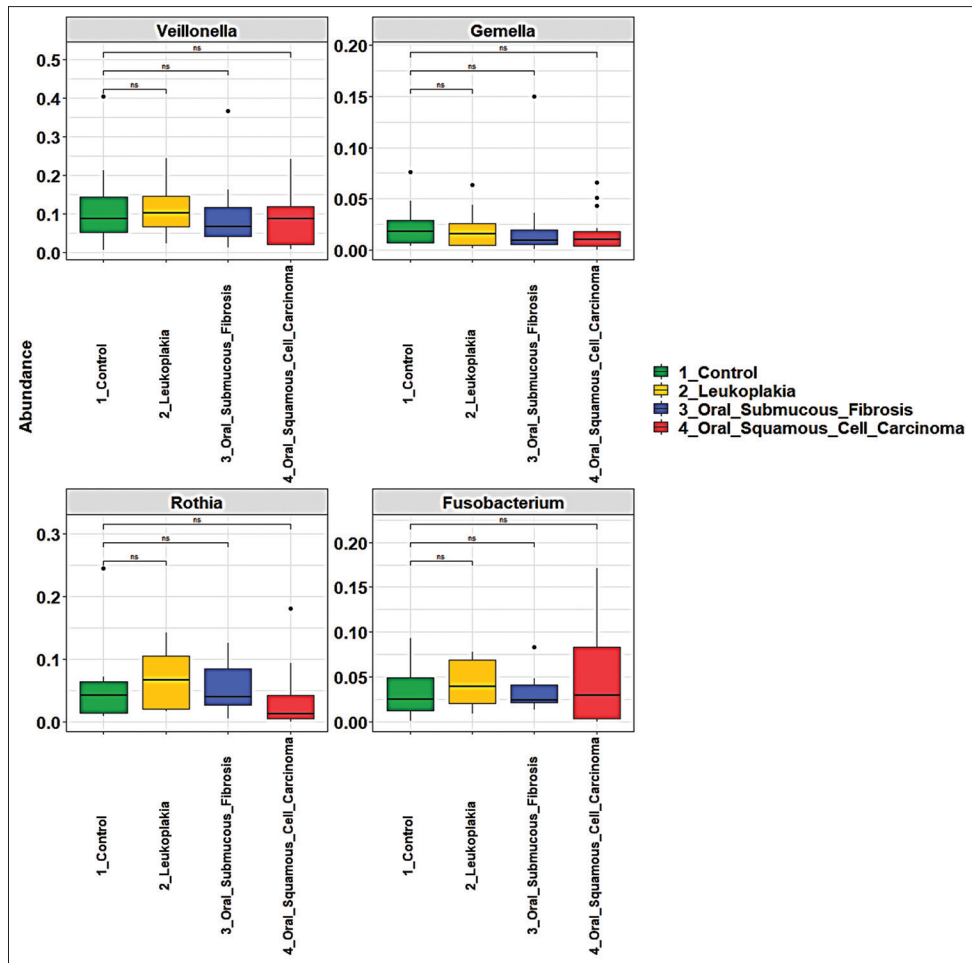 Veillonella
Gemella
ns
ns
ns
0.5
0.4
0.3
0.2
0.1
0.0
ns
ns
ns
0.20
0.15
0.10
0.05
0.00
1_Control
2_Leukoplakia
3_Oral_Submucous_Fibrosis
4_Oral_Squamous_Cell_Carcinoma
1_Control
2_Leukoplakia
3_Oral_Submucous_Fibrosis
4_Oral_Squamous_Cell_Carcinoma
Abundance
1_Control
2_Leukoplakia
3_Oral_Submucous_Fibrosis
4_Oral_Squamous_Cell_Carcinoma
Rothia
Fusobacterium
ns
ns
ns
0.3
0.2
0.1
0.0
ns
ns
ns
0.20
0.15
0.10
0.05
0.00
1_Control
2_Leukoplakia
3_Oral_Submucous_Fibrosis
4_Oral_Squamous_Cell_Carcinoma
1_Control
2_Leukoplakia
3_Oral_Submucous_Fibrosis
4_Oral_Squamous_Cell_Carcinoma